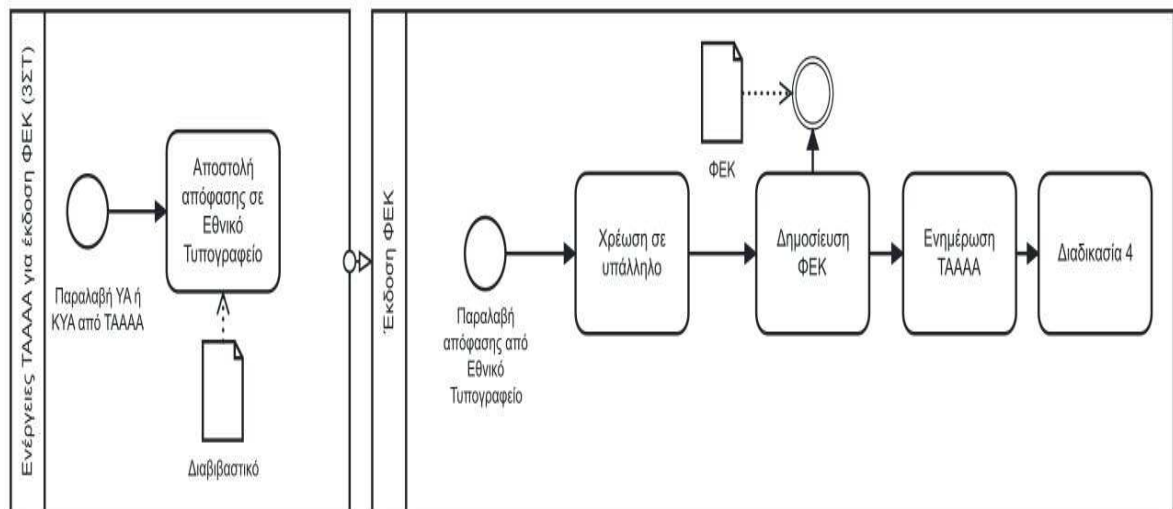 Ενέργειες ΤΑΑΑΑ για έκδοση ΦΕΚ (3ΣΤ)
Παραλαβή ΥΑ ή
ΚΥΑ από ΤΑΑΑΑ
Αποστολή
απόφασης σε
Εθνικό
Τυπογραφείο
Διαβιβαστικό
Έκδοση ΦΕΚ
Παραλαβή
απόφασης από
Εθνικό
Τυπογραφείο
Χρέωση σε
υπάλληλο
ΦΕΚ
Δημοσίευση
ΦΕΚ
Ενημέρωση
ΤΑΑΑΑ
Διαδικασία 4